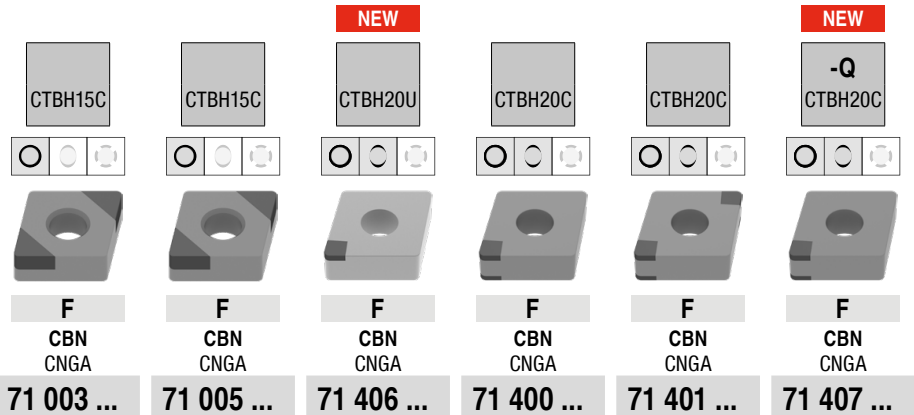 NEW NEW
-Q
CTBH15C CTBH15C CTBH20U CTBH20C CTBH20C CTBH20C
F F F F F F
CBN CBN CBN CBN CBN CBN
CNGA CNGA CNGA CNGA CNGA CNGA
71 003 ... 71 005 ... 71 406 ... 71 400 ... 71 401 ... 71 407 ...